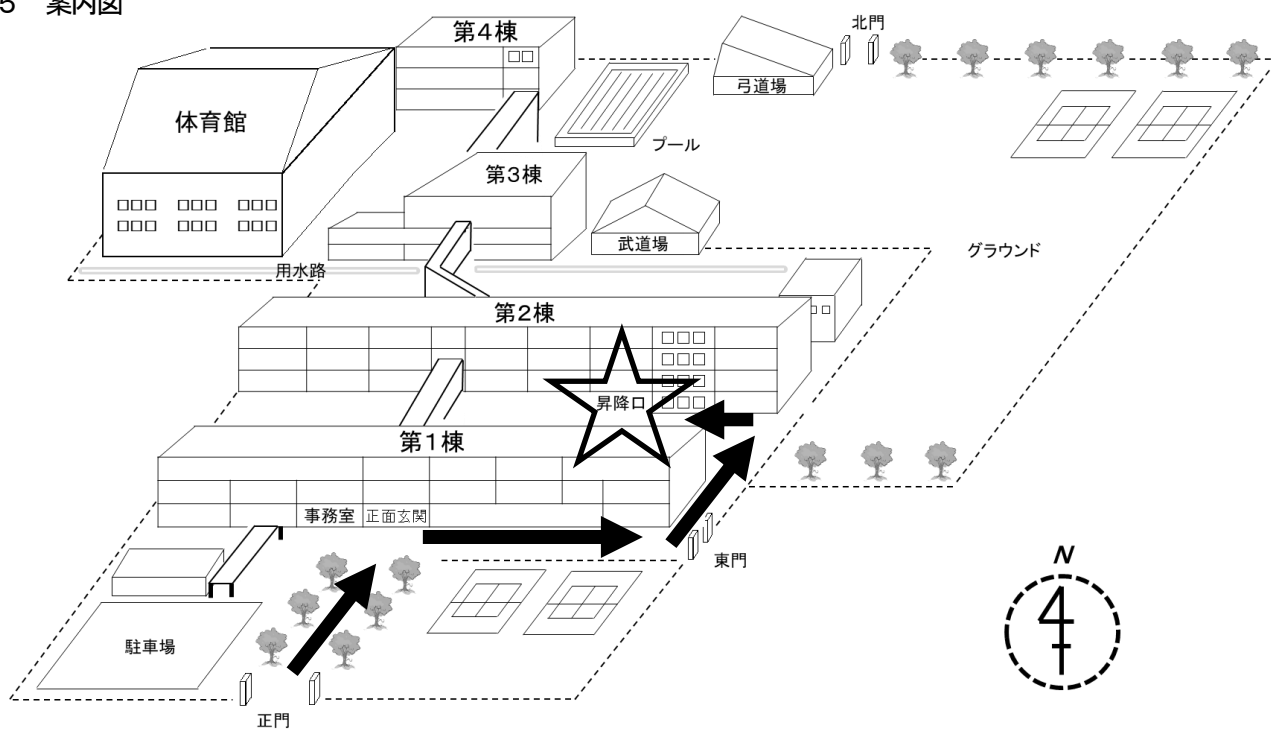 5 案内図
北門
第4棟
弓道場
体育館
プール
第3棟
武道場
グラウンド
用水路
第2棟
昇降口
第1棟
事務室
正面玄関
東門
N
駐車場
正門